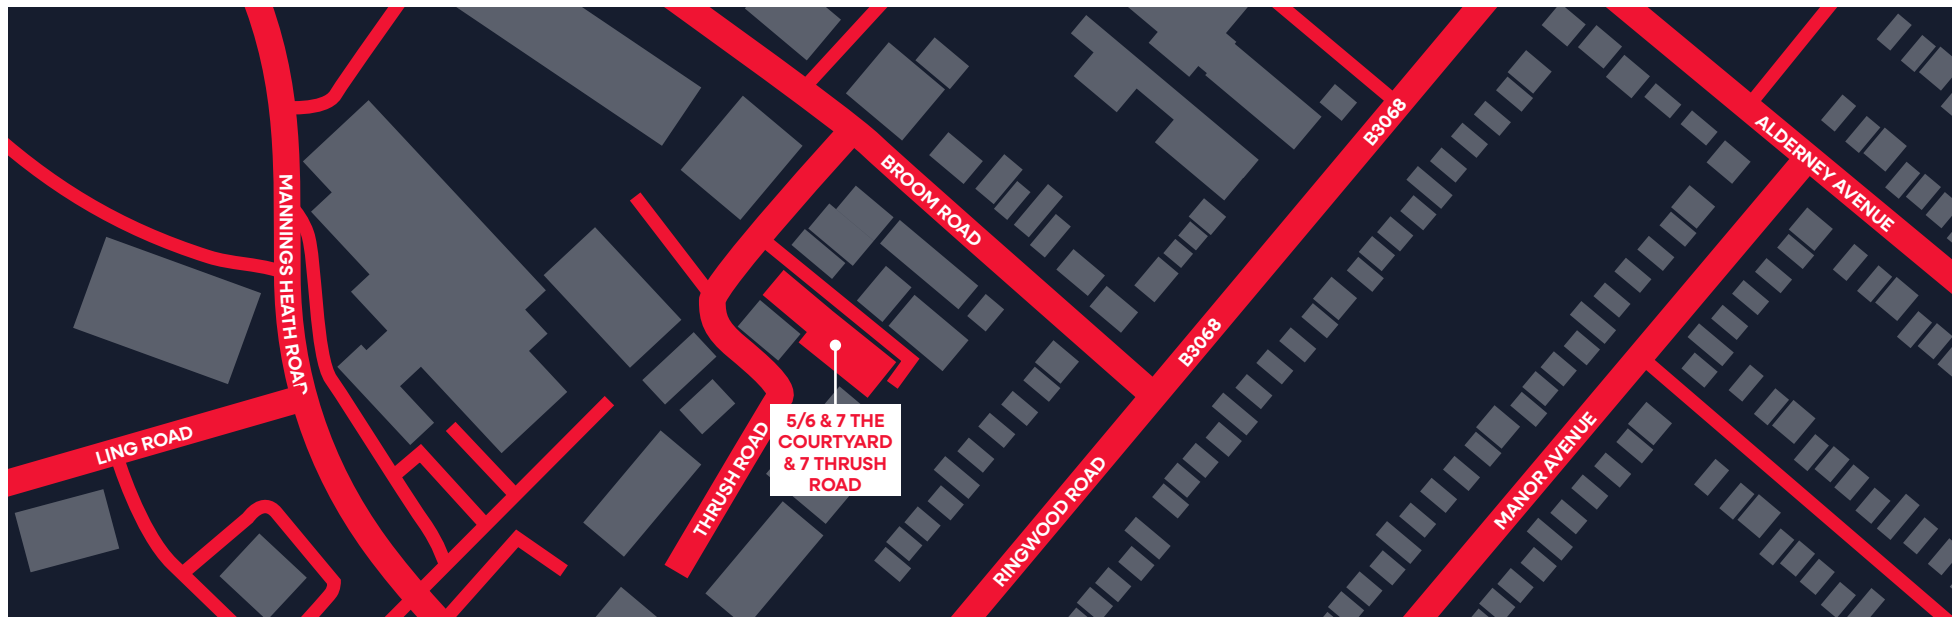 B3068
ALDERNEY AVENUE
BROOM ROAD
MANNINGS HEATH ROAD
B3068
5/6 & 7 THE
COURTYARD
& 7 THRUSH
ROAD
LING ROAD
THRUSH ROAD
RINGWOOD ROAD
MANOR AVENUE